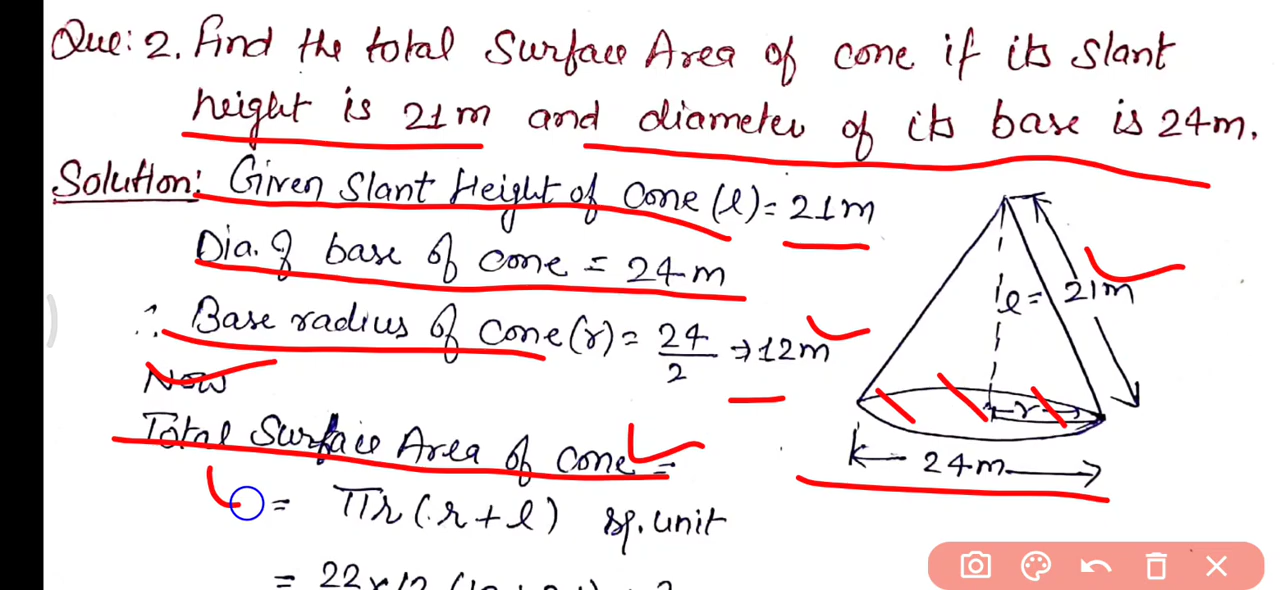 Que: 2. Find the total Surface Area of cone if its slant
height is 21m and diameter of its base is 24m.
Solution: Given Slant Height of Cone (l) = 21m
Dia. of base of cone = 24m
∴ Base radius of Cone (r) = 24/2 → 12m
Now
Total Surface Area of cone =
= πr(r+l) sq. unit
= 22 x 12
l = 21m
r
24m